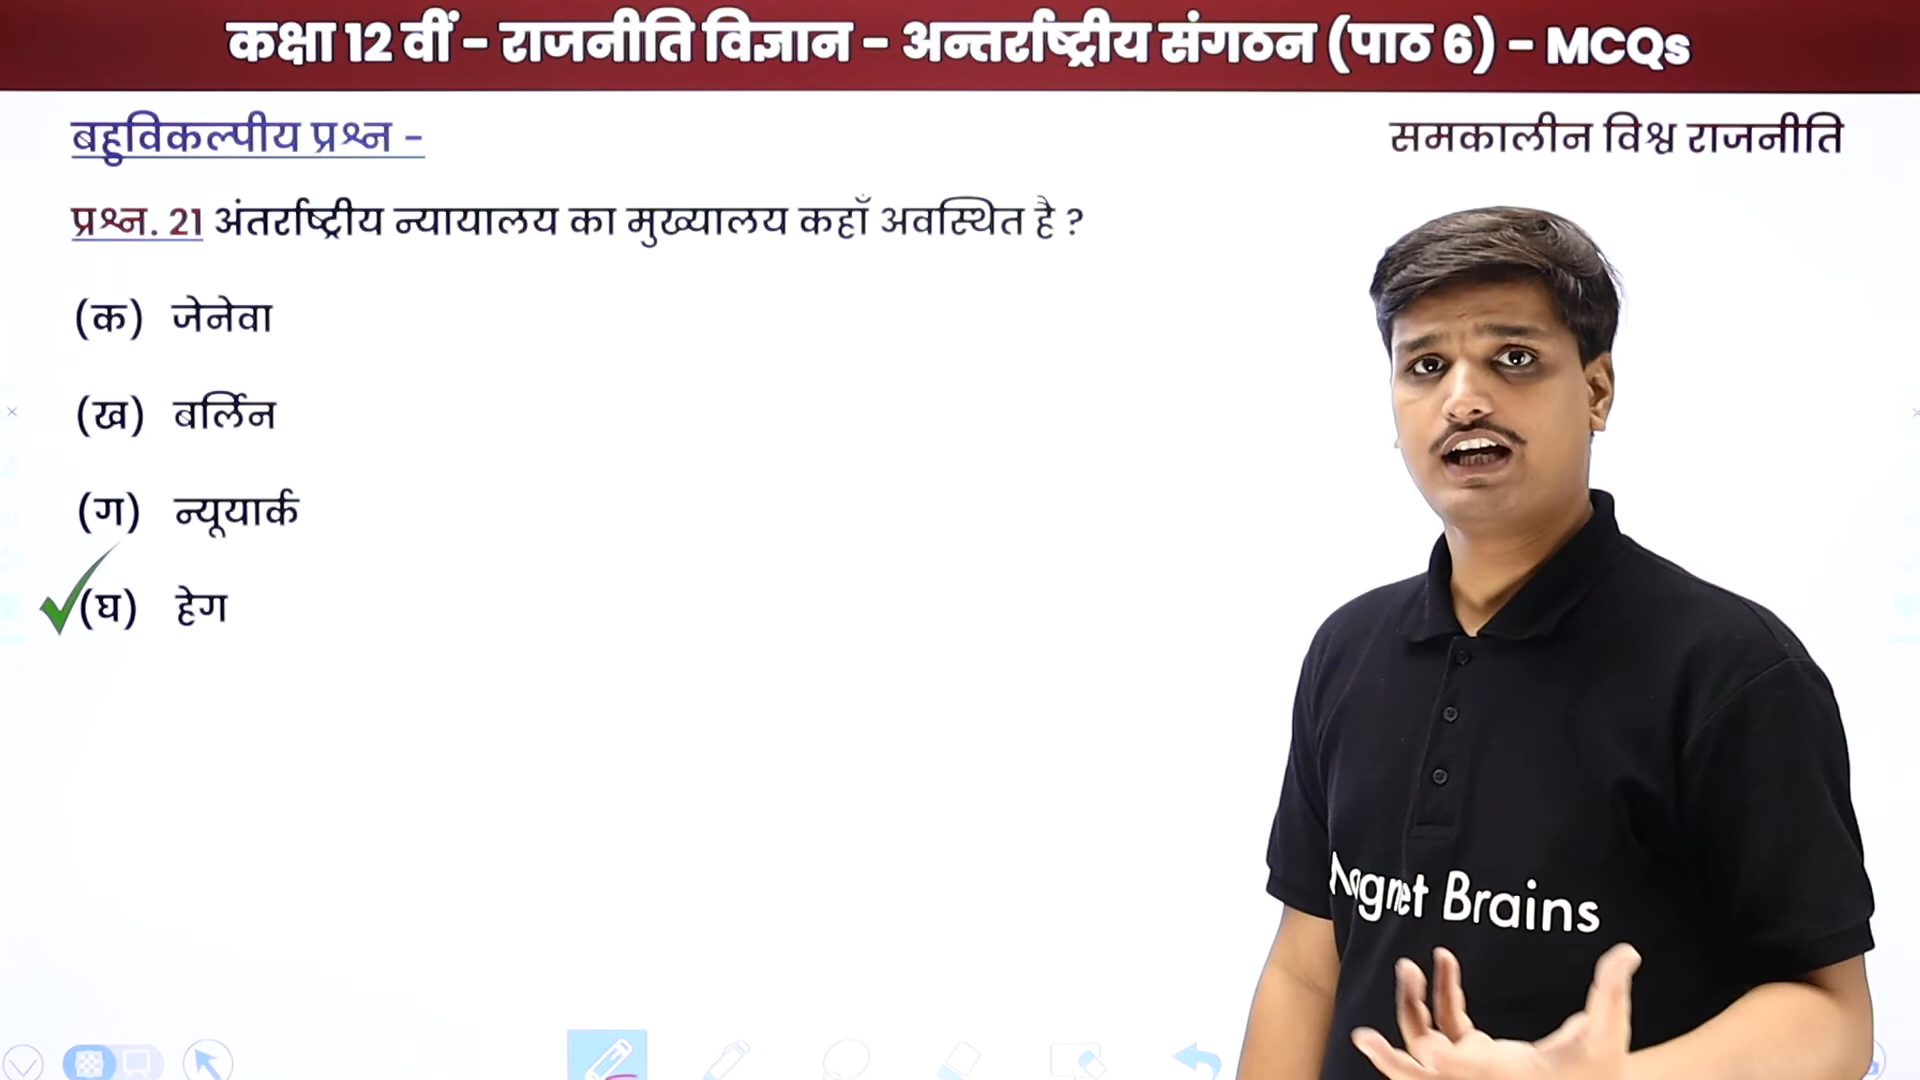 कक्षा 12 वीं - राजनीति विज्ञान - अन्तर्राष्ट्रीय संगठन (पाठ 6) - MCQs
बहुविकल्पीय प्रश्न -
समकालीन विश्व राजनीति
प्रश्न. 21 अंतर्राष्ट्रीय न्यायालय का मुख्यालय कहाँ अवस्थित है ?
(क) जेनेवा
(ख) बर्लिन
(ग) न्यूयार्क
(घ) हेग
Magnet Brains